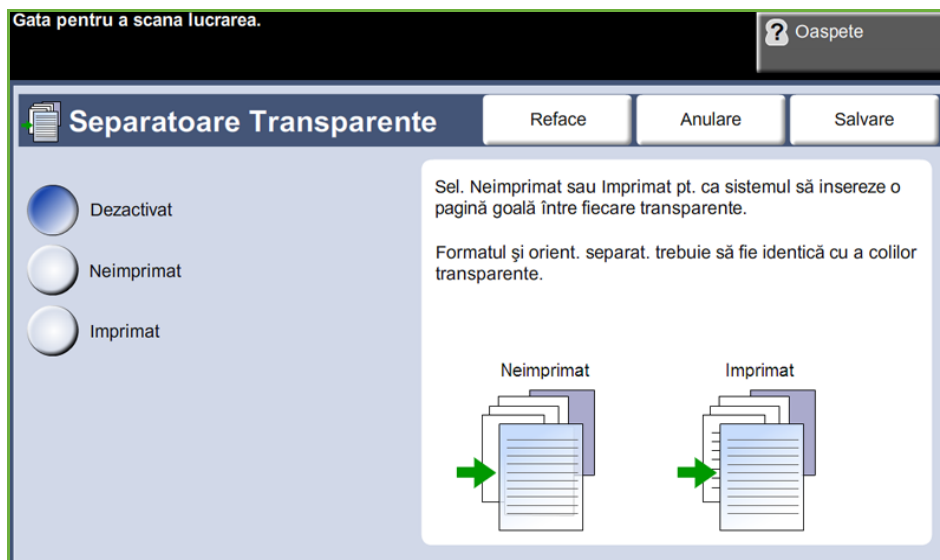 Gata pentru a scana lucrarea.
? Oaspete
Separatoare Transparente
Reface
Anulare
Salvare
Dezactivat
Neimprimat
Imprimat
Sel. Neimprimat sau Imprimat pt. ca sistemul să insereze o
pagină goală între fiecare transparente.
Formatul şi orient. separat. trebuie să fie identică cu a colilor
transparente.
Neimprimat
Imprimat